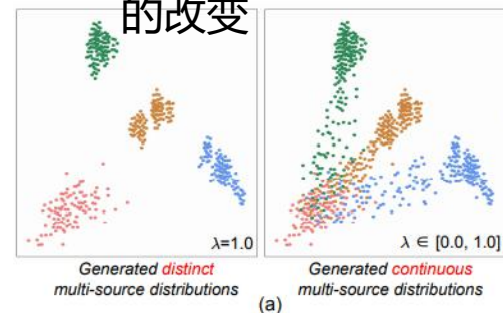 的改变
λ=1.0
λ ∈ [0.0, 1.0]
Generated distinct
multi-source distributions
Generated continuous
multi-source distributions
(a)